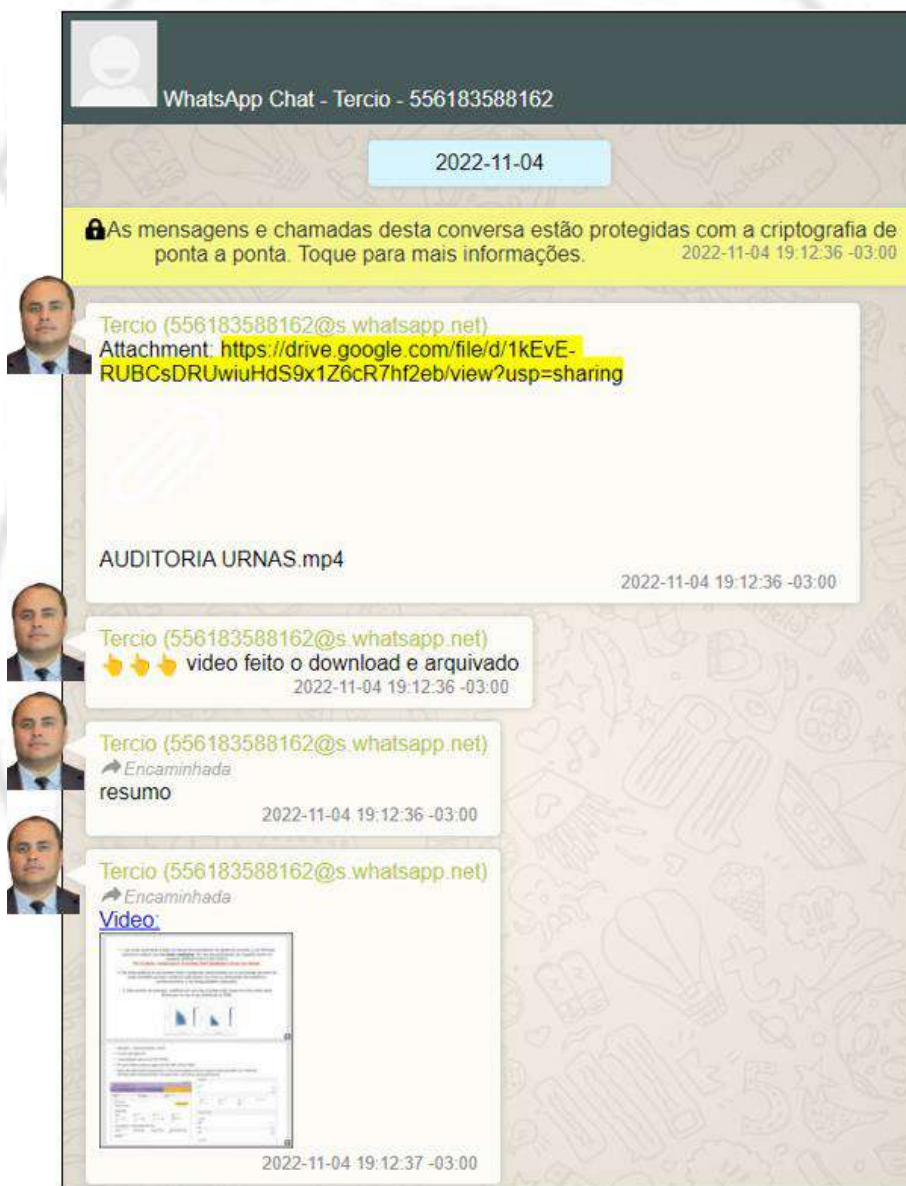 WhatsApp Chat - Tercio - 556183588162
2022-11-04
As mensagens e chamadas desta conversa estão protegidas com a criptografia de
ponta a ponta. Toque para mais informações.
2022-11-04 19:12:36 -03:00
Tercio (556183588162@s.whatsapp.net)
Attachment: https://drive.google.com/file/d/1kEvE-
RUBCsDRUwiuHdS9x1Z6cR7hf2eb/view?usp=sharing
AUDITORIA URNAS.mp4
2022-11-04 19:12:36 -03:00
Tercio (556183588162@s.whatsapp.net)
👆👆👆 video feito o download e arquivado
2022-11-04 19:12:36 -03:00
Tercio (556183588162@s.whatsapp.net)
Encaminhada
resumo
2022-11-04 19:12:36 -03:00
Tercio (556183588162@s.whatsapp.net)
Encaminhada
Video:
2022-11-04 19:12:37 -03:00